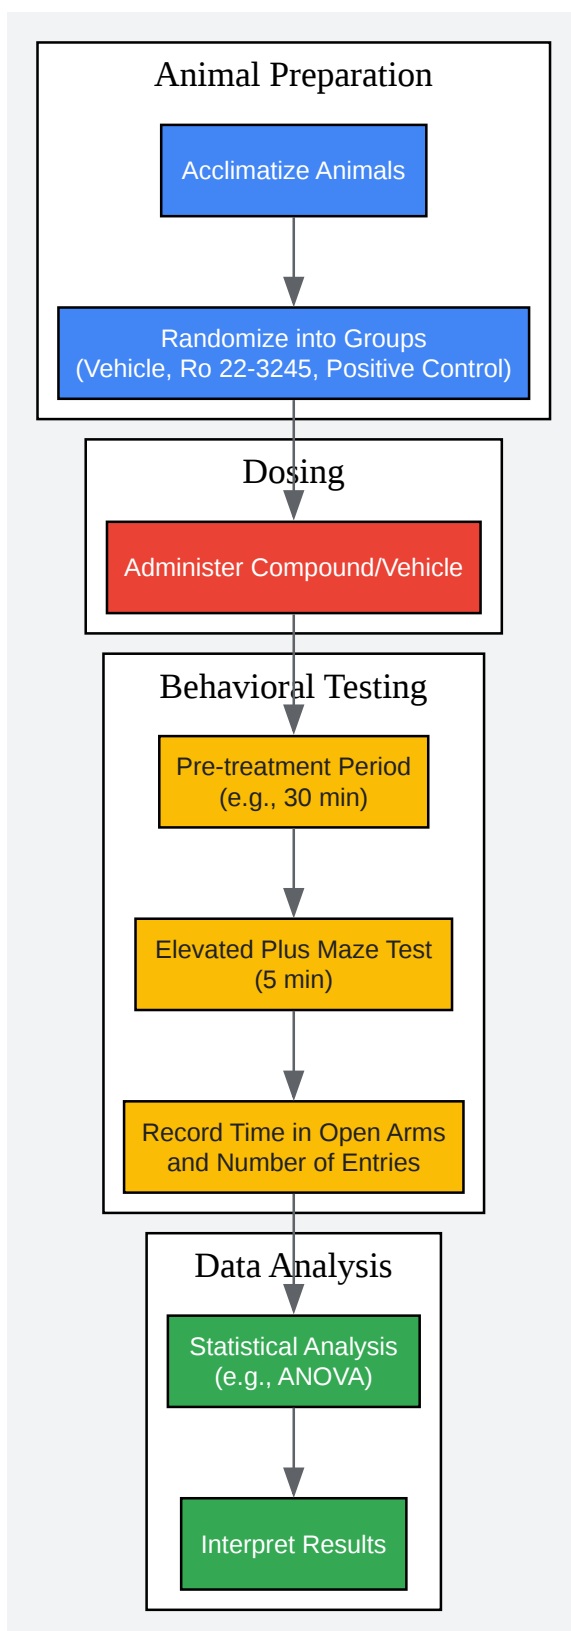 Animal Preparation
Acclimatize Animals
Randomize into Groups
(Vehicle, Ro 22-3245, Positive Control)
Dosing
Administer Compound/Vehicle
Behavioral Testing
Pre-treatment Period
(e.g., 30 min)
Elevated Plus Maze Test
(5 min)
Record Time in Open Arms
and Number of Entries
Data Analysis
Statistical Analysis
(e.g., ANOVA)
Interpret Results